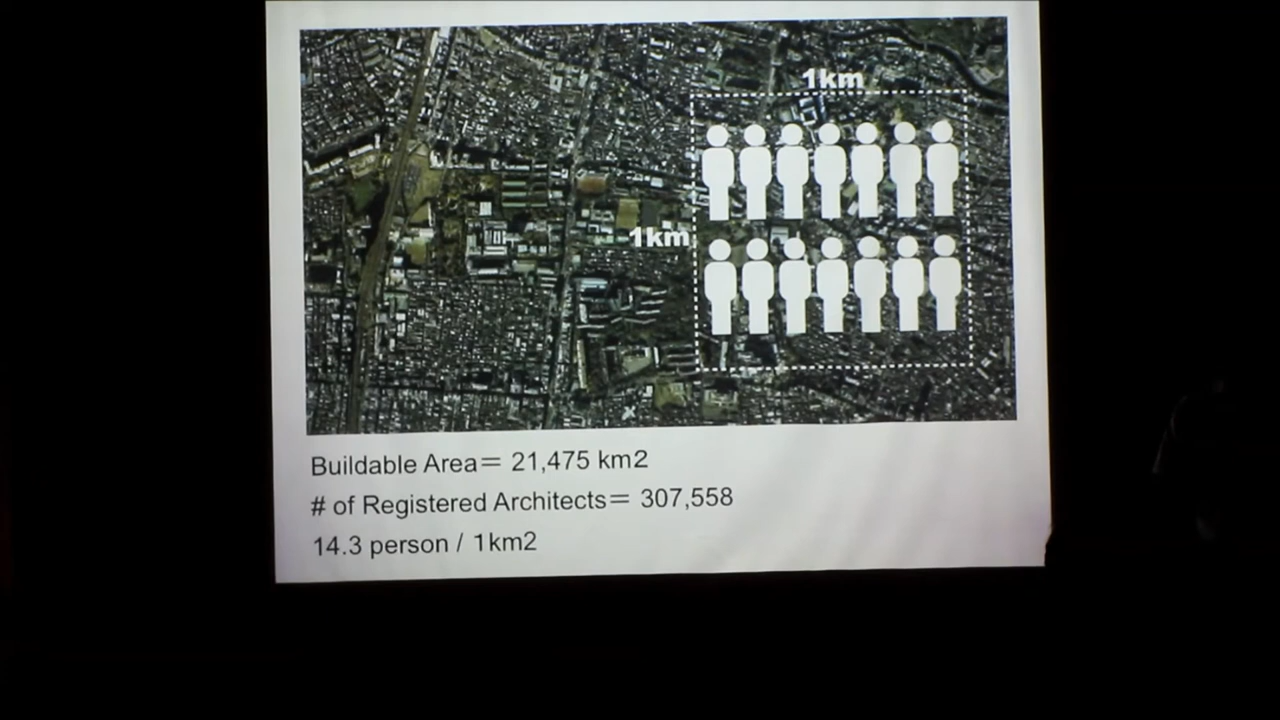 1km
1km
Buildable Area= 21,475 km2
# of Registered Architects= 307,558
14.3 person / 1km2